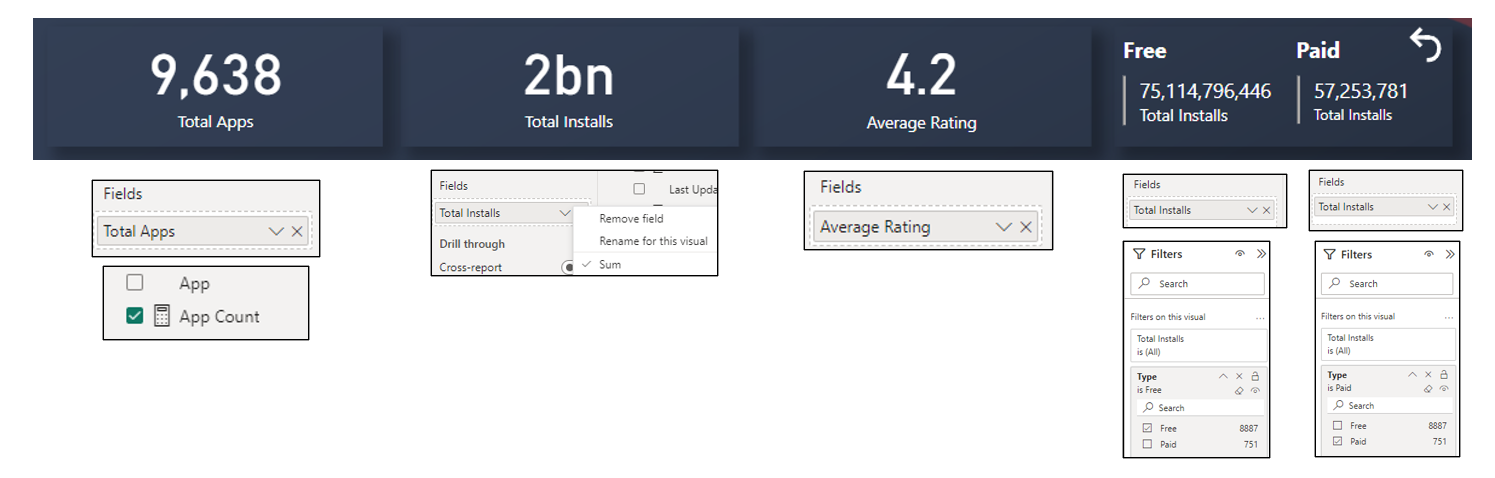 9,638
Total Apps
2bn
Total Installs
4.2
Average Rating
Free
75,114,796,446
Total Installs
Paid
57,253,781
Total Installs
Fields
Total Apps
App
App Count
Fields
Total Installs
Drill through
Cross-report
Last Upda
Remove field
Rename for this visual
Sum
Fields
Average Rating
Fields
Total Installs
Filters
Search
Filters on this visual
...
Total Installs
is (All)
Type
is Free
Search
Free 8887
Paid 751
Fields
Total Installs
Filters
Search
Filters on this visual
...
Total Installs
is (All)
Type
is Paid
Search
Free 8887
Paid 751